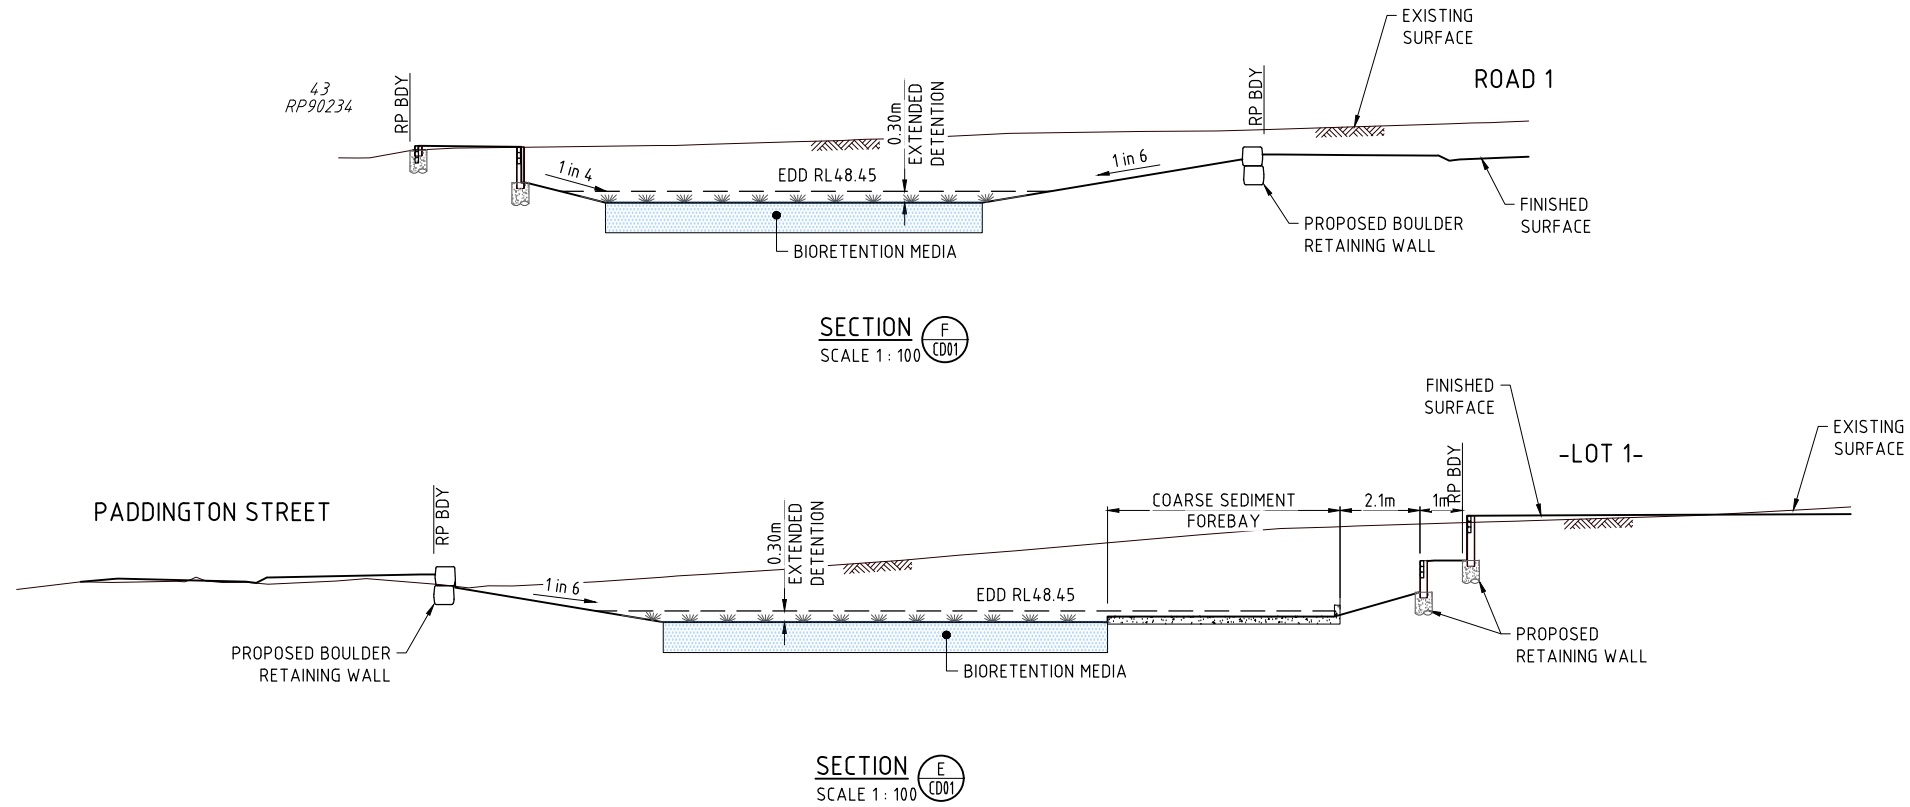 EXISTING
SURFACE
ROAD 1
43
RP90234
RP BDY
0.30m
EXTENDED
DETENTION
RP BDY
1 in 4
EDD RL48.45
1 in 6
FINISHED
SURFACE
PROPOSED BOULDER
RETAINING WALL
BIORETENTION MEDIA
SECTION
SCALE 1 : 100
F
CD01
FINISHED
SURFACE
EXISTING
SURFACE
-LOT 1-
RP BDY
PADDINGTON STREET
RP BDY
0.30m
EXTENDED
DETENTION
COARSE SEDIMENT
FOREBAY
2.1m
1m
1 in 6
EDD RL48.45
PROPOSED BOULDER
RETAINING WALL
BIORETENTION MEDIA
PROPOSED
RETAINING WALL
SECTION
SCALE 1 : 100
E
CD01